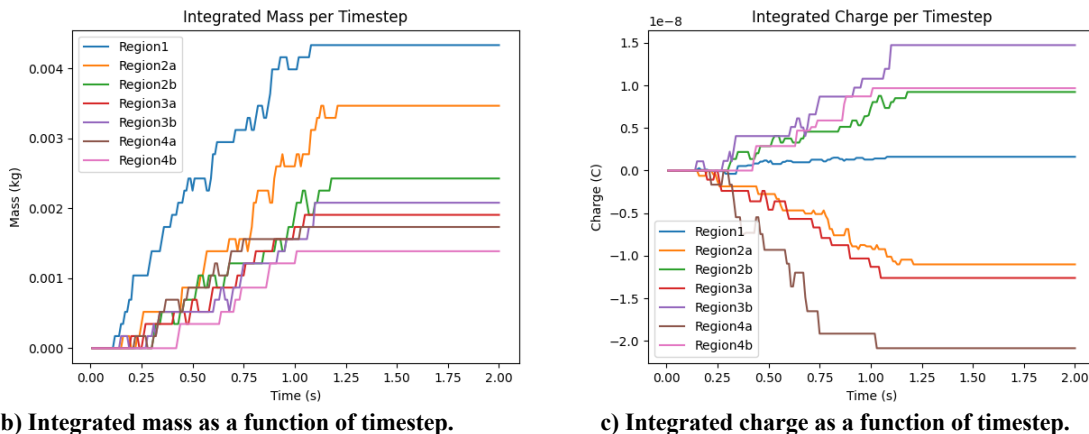 Integrated Mass per Timestep
Mass (kg)
0.004
0.003
0.002
0.001
0.000
Region1
Region2a
Region2b
Region3a
Region3b
Region4a
Region4b
0.00 0.25 0.50 0.75 1.00 1.25 1.50 1.75 2.00
Time (s)
b) Integrated mass as a function of timestep.
1e−8
Integrated Charge per Timestep
Charge (C)
1.5
1.0
0.5
0.0
−0.5
−1.0
−1.5
−2.0
Region1
Region2a
Region2b
Region3a
Region3b
Region4a
Region4b
0.00 0.25 0.50 0.75 1.00 1.25 1.50 1.75 2.00
Time (s)
c) Integrated charge as a function of timestep.